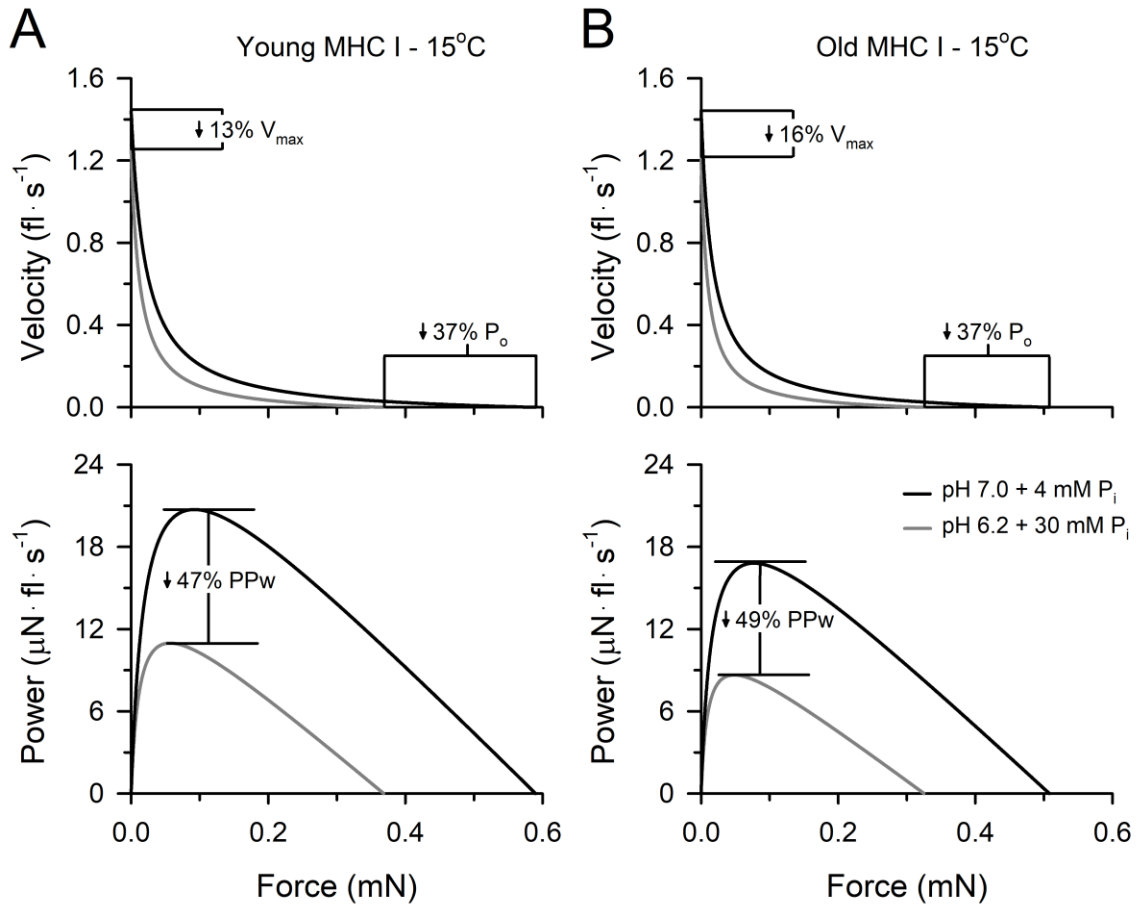 A
Young MHC I - 15°C
Velocity (fl · s⁻¹)
1.6
1.2
0.8
0.4
0.0
↓ 13% Vmax
↓ 37% Po
B
Old MHC I - 15°C
Velocity (fl · s⁻¹)
1.6
1.2
0.8
0.4
0.0
↓ 16% Vmax
↓ 37% Po
Power (μN · fl · s⁻¹)
24
18
12
6
0
↓ 47% PPw
0.0 0.2 0.4 0.6
Force (mN)
Power (μN · fl · s⁻¹)
24
18
12
6
0
↓ 49% PPw
pH 7.0 + 4 mM Pi
pH 6.2 + 30 mM Pi
0.0 0.2 0.4 0.6
Force (mN)